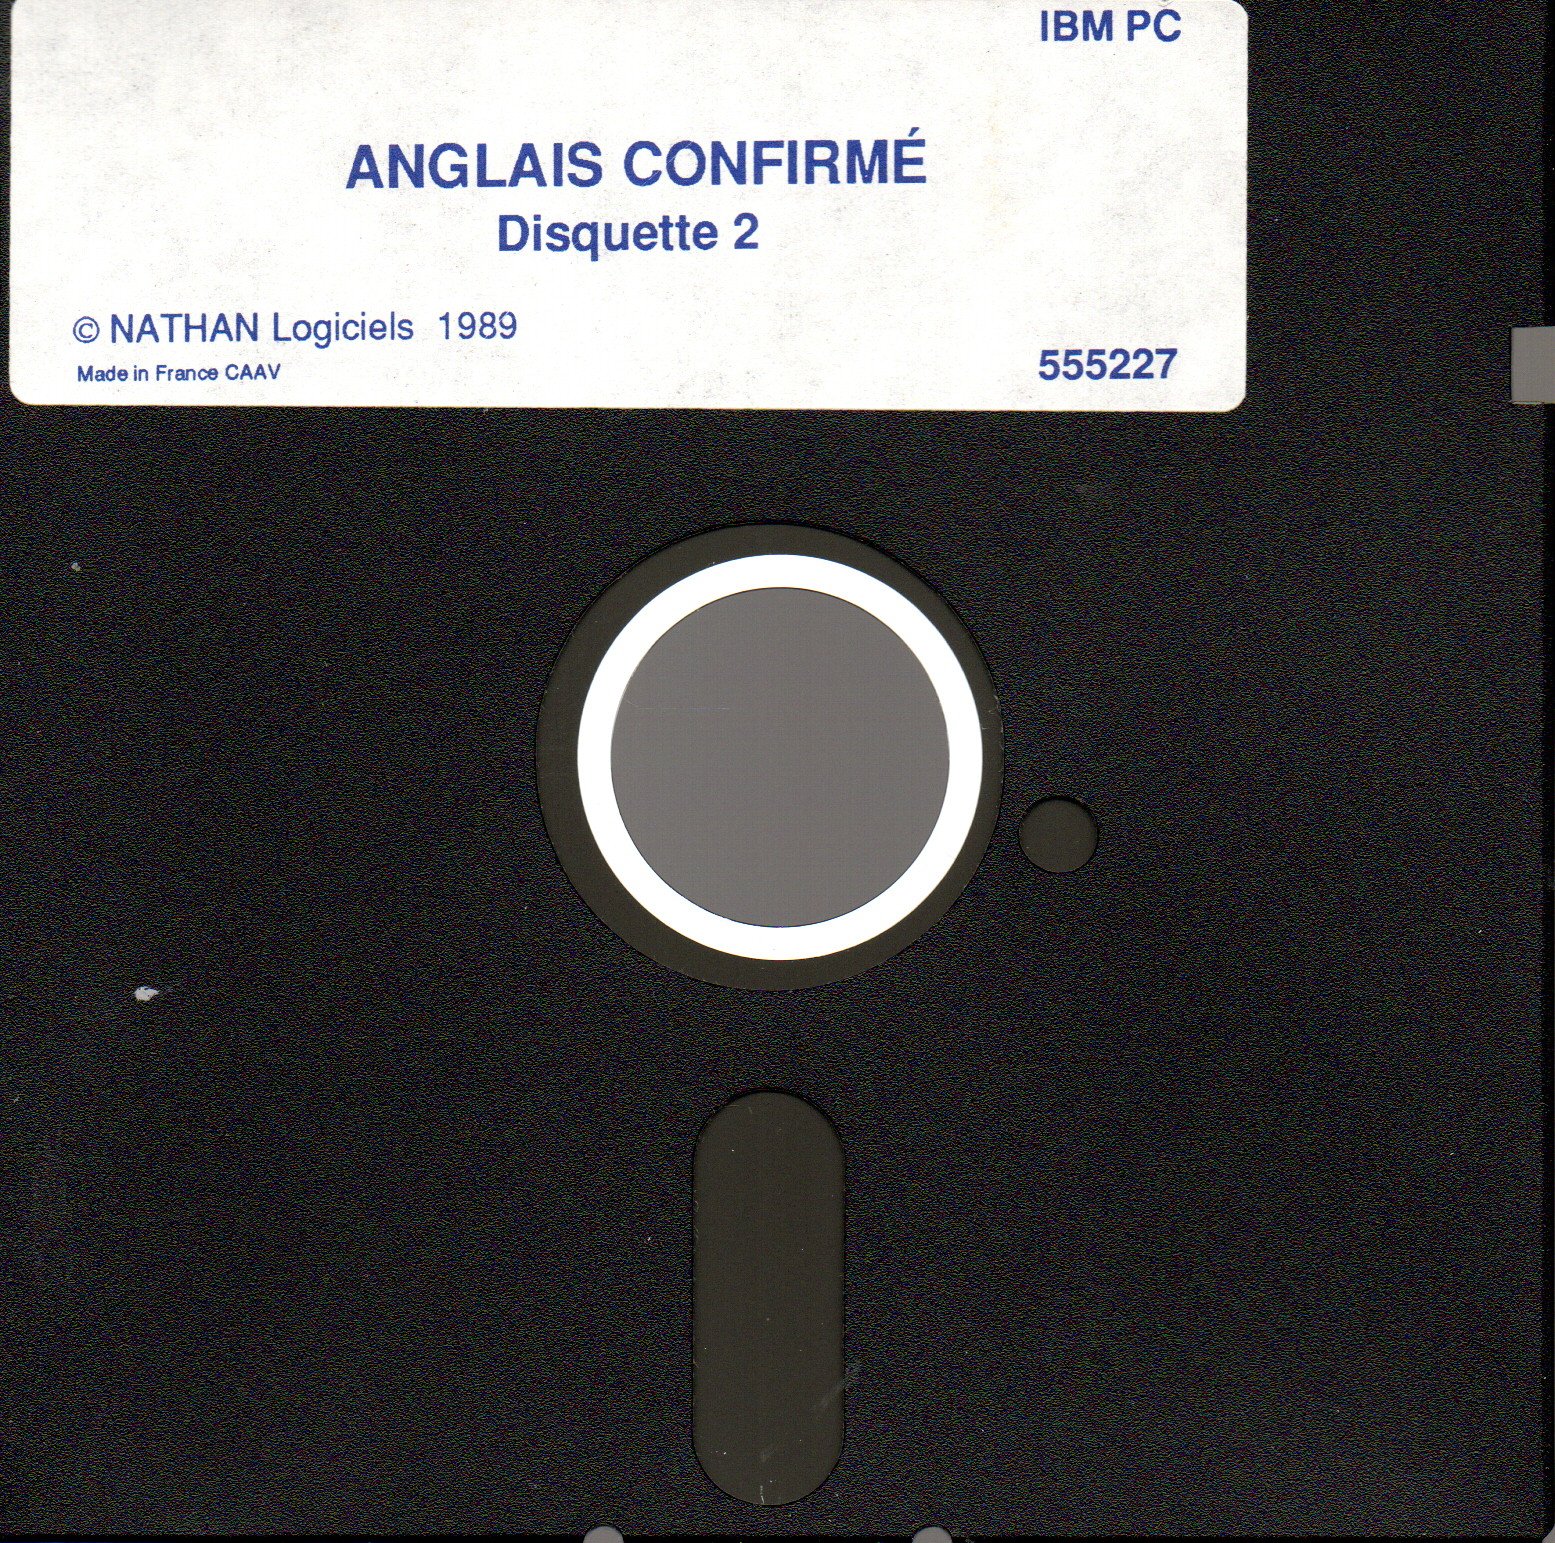 IBM PC
ANGLAIS CONFIRMÉ
Disquette 2
© NATHAN Logiciels 1989
Made in France CAAV
555227